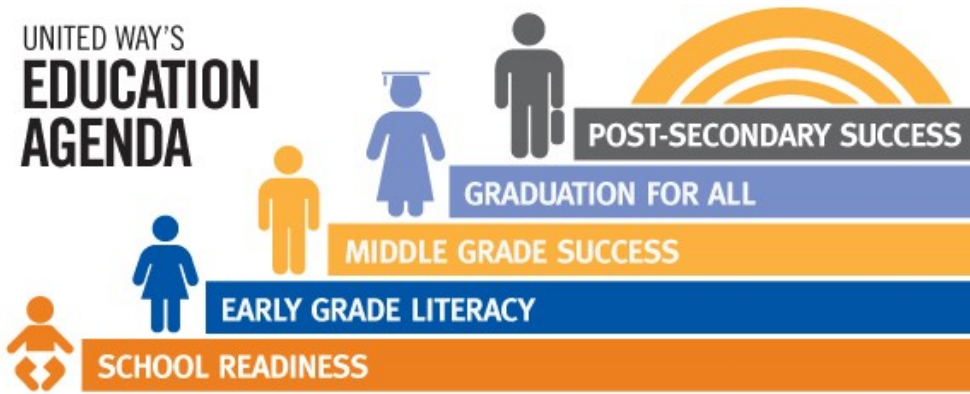 UNITED WAY'S
EDUCATION
AGENDA
POST-SECONDARY SUCCESS
GRADUATION FOR ALL
MIDDLE GRADE SUCCESS
EARLY GRADE LITERACY
SCHOOL READINESS